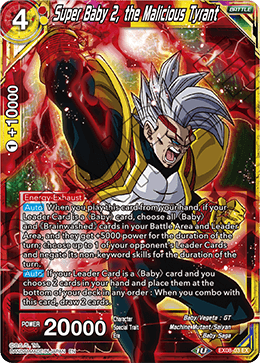 4
Super Baby 2, the Malicious Tyrant
BATTLE
1 +10000
Energy-Exhaust
Auto When you play this card from your hand, if your
Leader Card is a 《Baby》 card, choose all 《Baby》
and 《Brainwashed》 cards in your Battle Area and Leader
Area, and they get +5000 power for the duration of the
turn; choose up to 1 of your opponent's Leader Cards and
negate its non-keyword skills for the duration of the
turn.
Auto If your Leader Card is a 《Baby》 card and you
choose 2 cards in your hand and place them at the
bottom of your deck in any order : When you combo with
this card, draw 2 cards.
POWER 20000
Character Baby/Vegeta : GT
Special Trait Machine Mutant/Saiyan
Era Baby Saga
EX08-03 EX